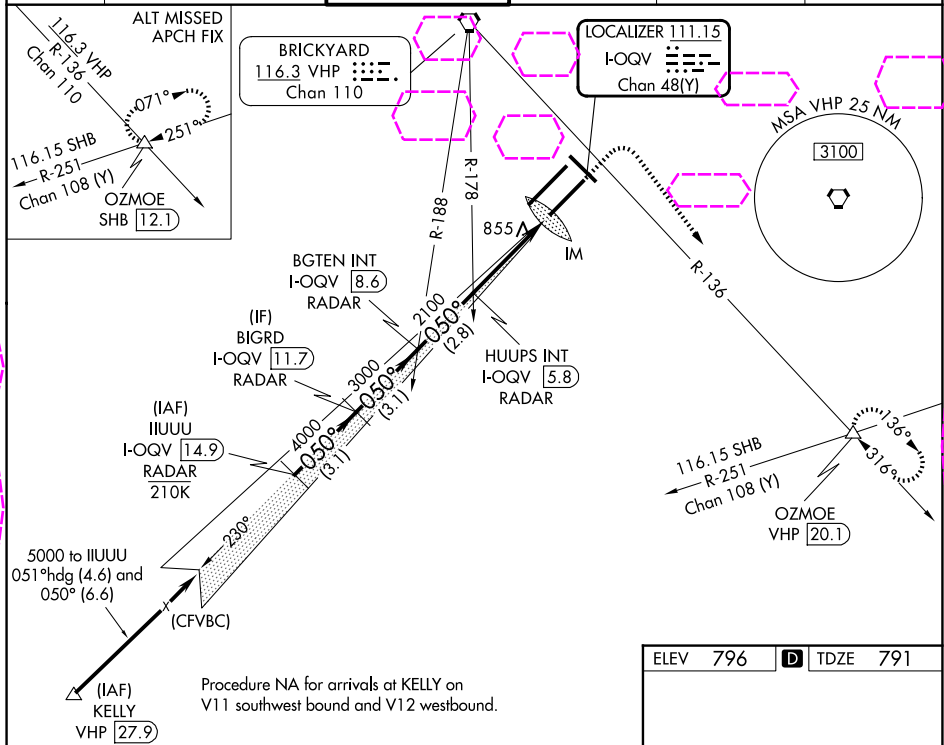 ALT MISSED
APCH FIX
116.3 VHP
R-136
Chan 110
071°
251°
116.15 SHB
R-251
Chan 108 (Y)
OZMOE
SHB 12.1
BRICKYARD
116.3 VHP
Chan 110
LOCALIZER 111.15
I-OQV
Chan 48(Y)
MSA VHP 25 NM
3100
R-188
R-178
855
IM
R-136
BGTEN INT
I-OQV 8.6
RADAR
(IF)
BIGRD
I-OQV 11.7
RADAR
(IAF)
IIUUU
I-OQV 14.9
RADAR
210K
2100
050°
(2.8)
3000
050°
(3.1)
4000
050°
(3.1)
HUUPS INT
I-OQV 5.8
RADAR
230°
5000 to IIUUU
051°hdg (4.6) and
050° (6.6)
(CFVBC)
(IAF)
KELLY
VHP 27.9
136°
316°
116.15 SHB
R-251
Chan 108 (Y)
OZMOE
VHP 20.1
Procedure NA for arrivals at KELLY on
V11 southwest bound and V12 westbound.
ELEV 796 D TDZE 791